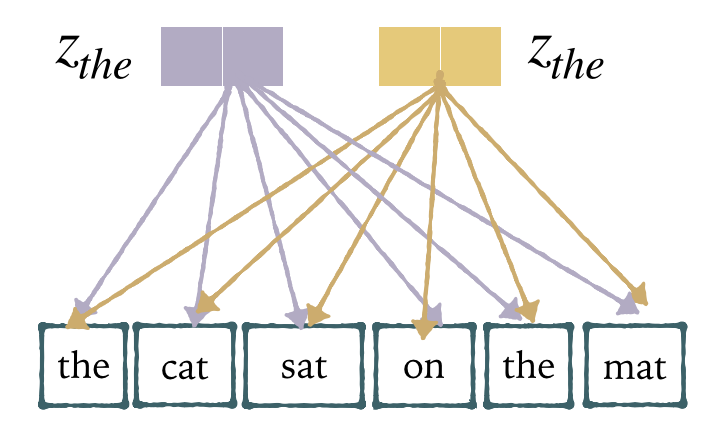 z_the z_the
the cat sat on the mat